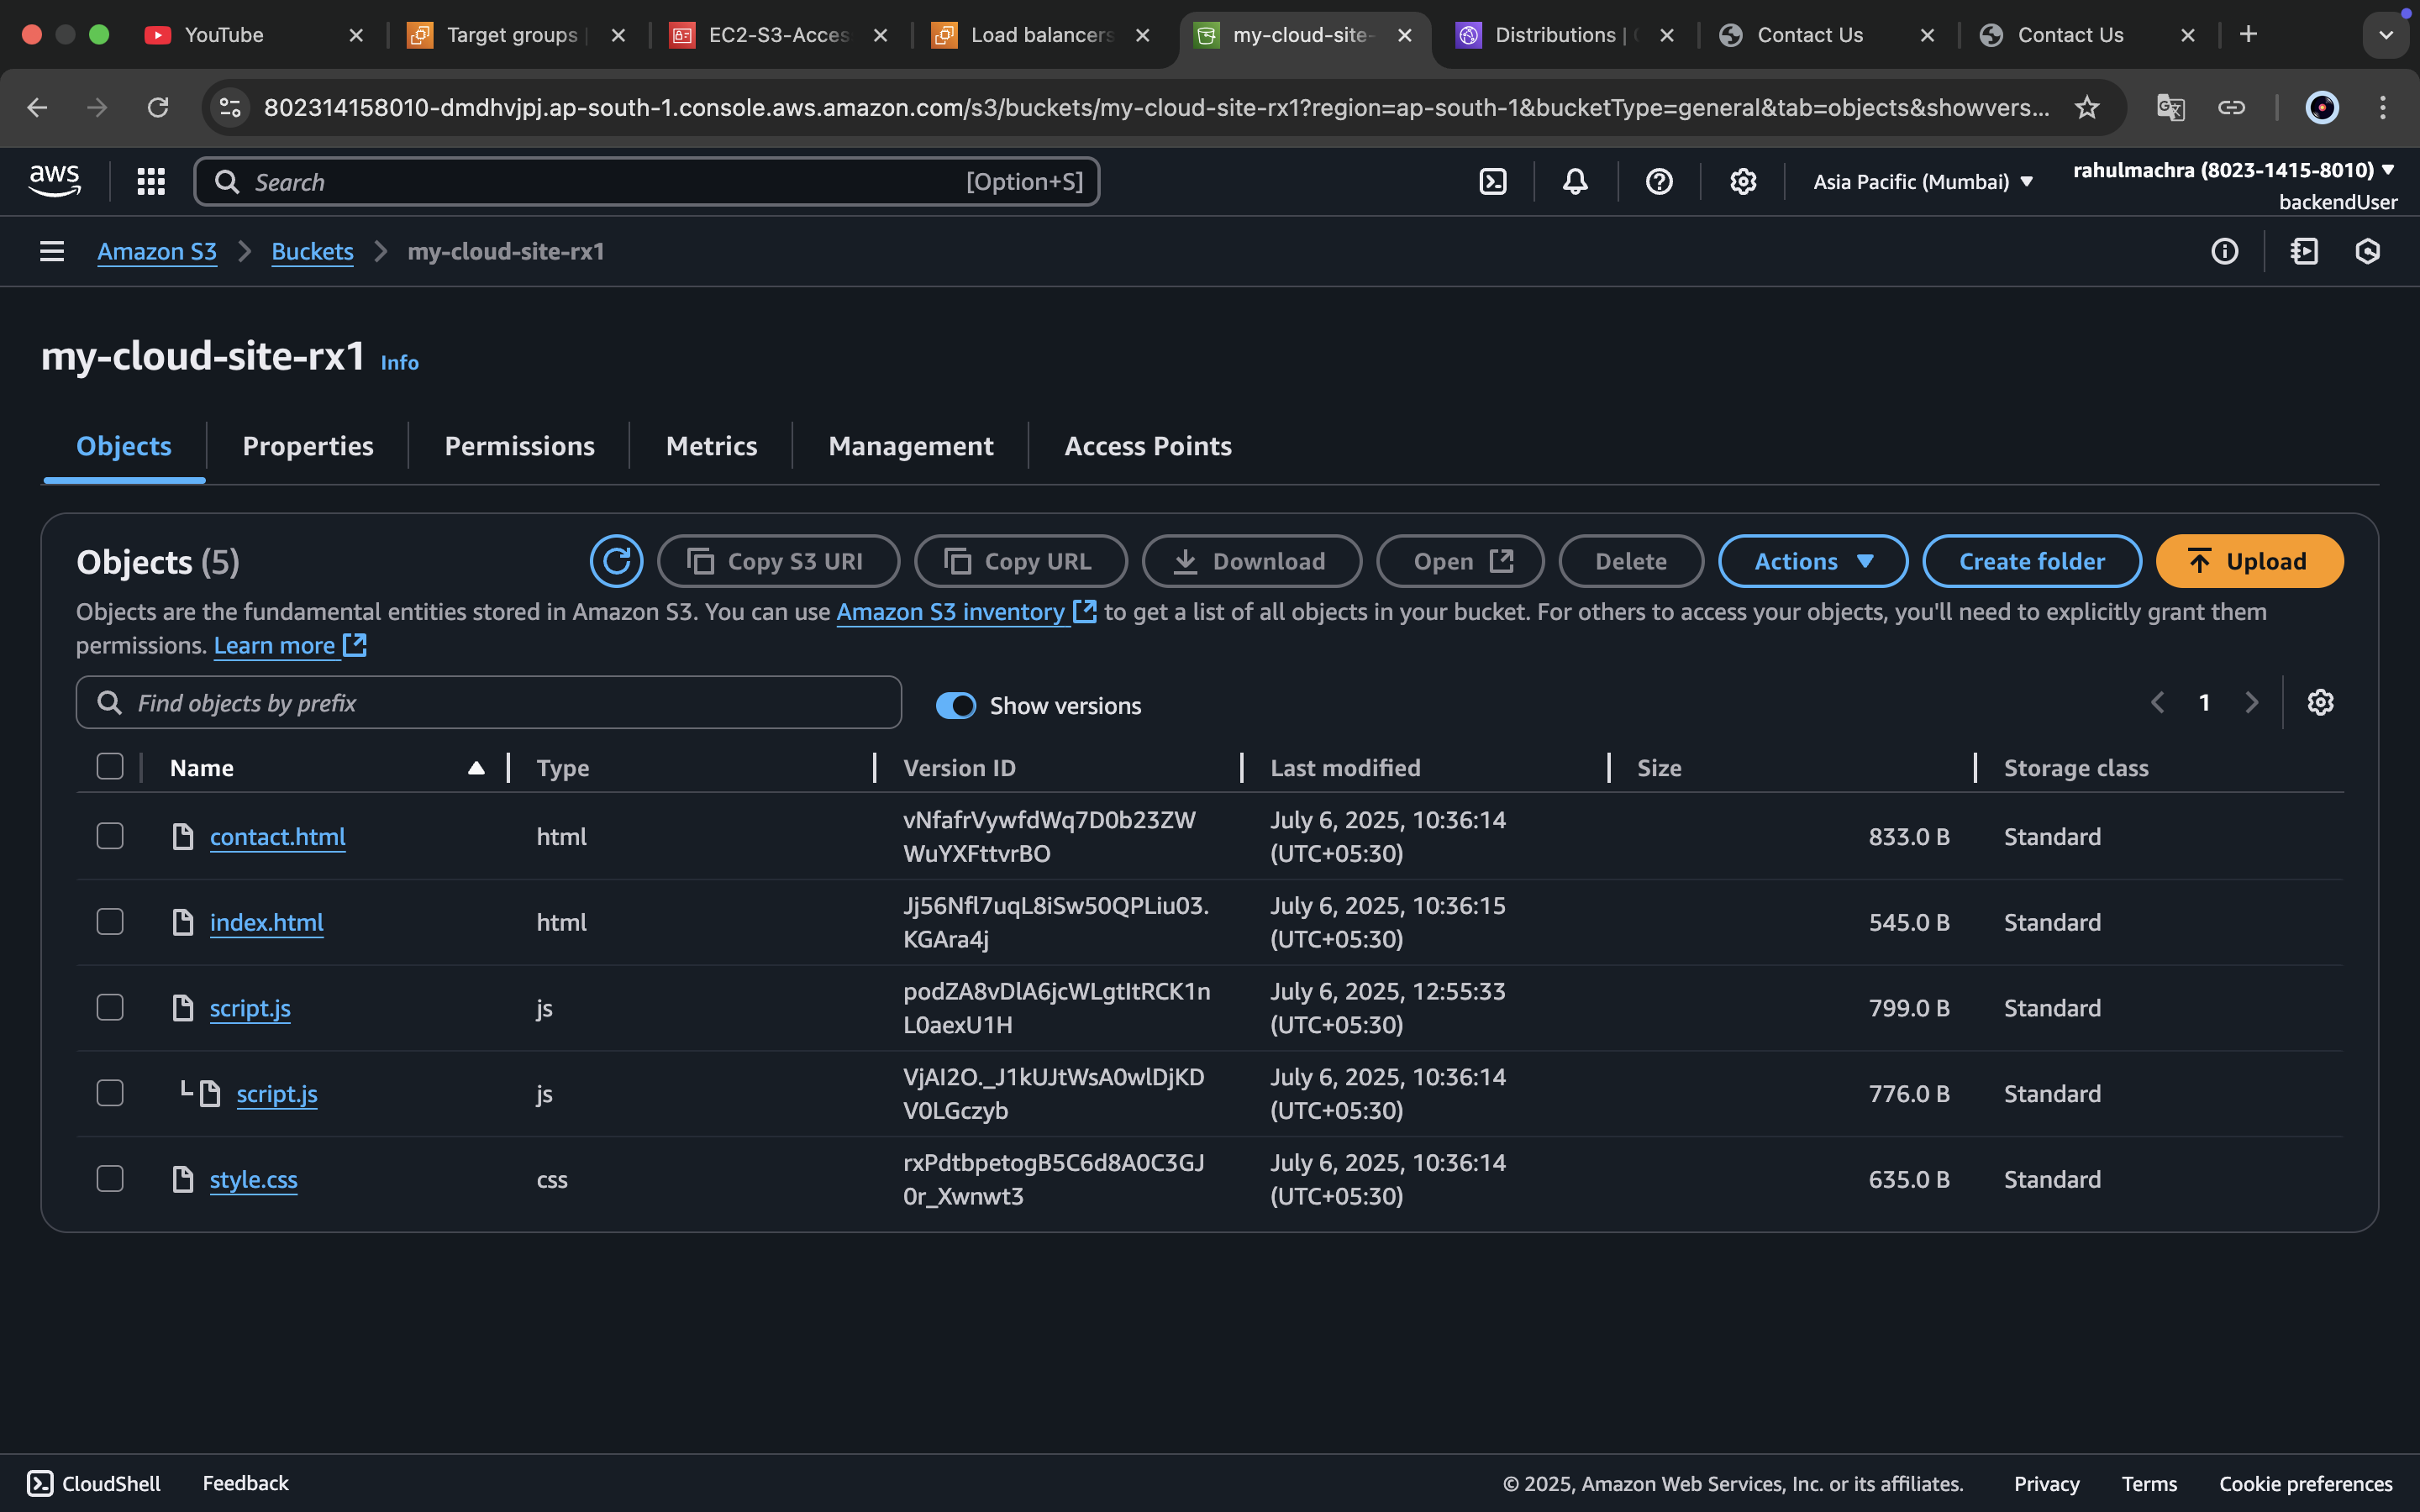 YouTube
Target groups
EC2-S3-Acces
Load balancers
my-cloud-site-
Distributions |
Contact Us
Contact Us
802314158010-dmdhvjpj.ap-south-1.console.aws.amazon.com/s3/buckets/my-cloud-site-rx1?region=ap-south-1&bucketType=general&tab=objects&showvers...
aws
Search
[Option+S]
Asia Pacific (Mumbai)
rahulmachra (8023-1415-8010)
backendUser
Amazon S3
Buckets
my-cloud-site-rx1
my-cloud-site-rx1 Info
Objects
Properties
Permissions
Metrics
Management
Access Points
Objects (5)
Copy S3 URI
Copy URL
Download
Open
Delete
Actions
Create folder
Upload
Objects are the fundamental entities stored in Amazon S3. You can use Amazon S3 inventory to get a list of all objects in your bucket. For others to access your objects, you'll need to explicitly grant them
permissions. Learn more
Find objects by prefix
Show versions
1
Name
Type
Version ID
Last modified
Size
Storage class
contact.html
html
vNfafrVywfdWq7D0b23ZW
WuYXFttvrBO
July 6, 2025, 10:36:14
(UTC+05:30)
833.0 B
Standard
index.html
html
Jj56Nfl7uqL8iSw50QPLiu03.
KGAra4j
July 6, 2025, 10:36:15
(UTC+05:30)
545.0 B
Standard
script.js
js
podZA8vDlA6jcWLgtItRCK1n
L0aexU1H
July 6, 2025, 12:55:33
(UTC+05:30)
799.0 B
Standard
script.js
js
VjAI2O._J1kUJtWsA0wlDjKD
V0LGczyb
July 6, 2025, 10:36:14
(UTC+05:30)
776.0 B
Standard
style.css
css
rxPdtbpetogB5C6d8A0C3GJ
0r_Xwnwt3
July 6, 2025, 10:36:14
(UTC+05:30)
635.0 B
Standard
CloudShell
Feedback
© 2025, Amazon Web Services, Inc. or its affiliates.
Privacy
Terms
Cookie preferences